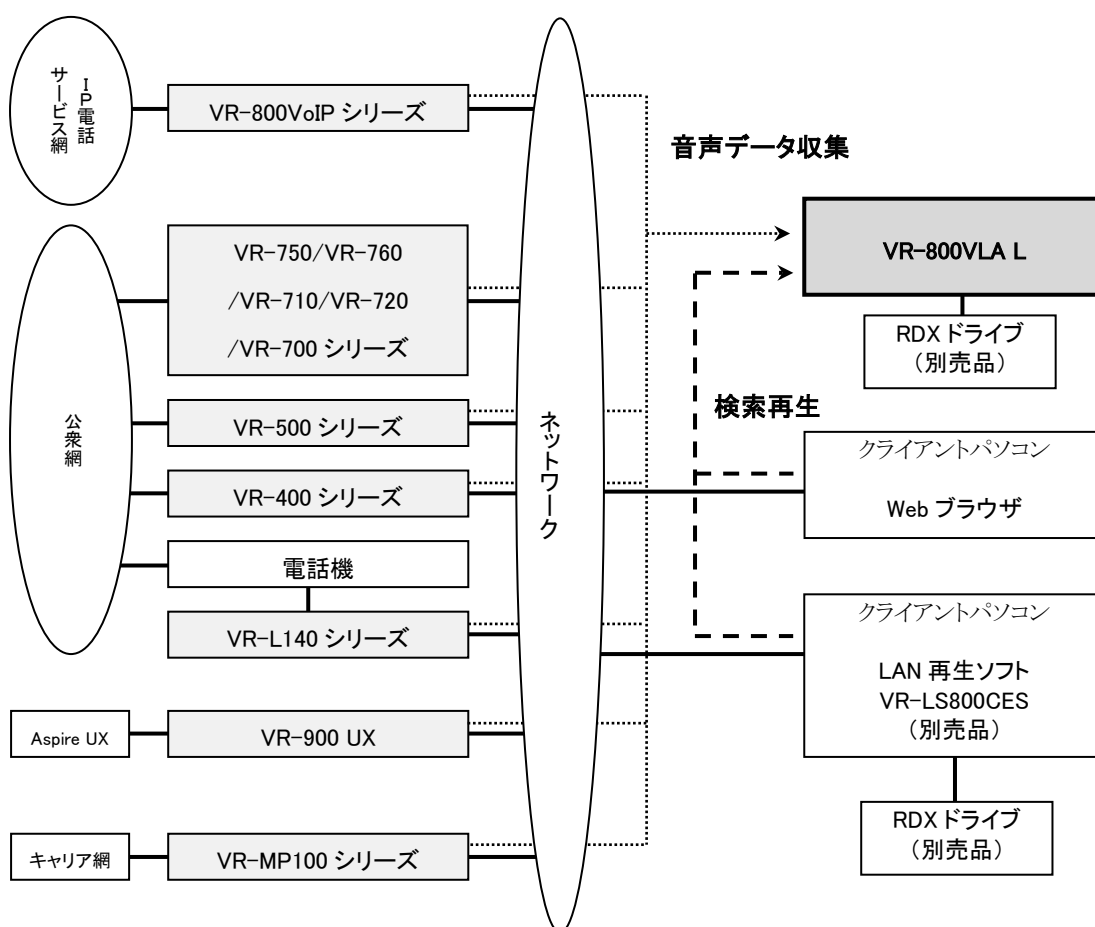 IP電話
サービス網
VR-800VoIP シリーズ
音声データ収集
VR-750/VR-760
/VR-710/VR-720
/VR-700 シリーズ
VR-800VLA L
RDX ドライブ
（別売品）
公衆網
VR-500 シリーズ
検索再生
ネットワーク
クライアントパソコン
Web ブラウザ
VR-400 シリーズ
電話機
VR-L140 シリーズ
クライアントパソコン
LAN 再生ソフト
VR-LS800CES
（別売品）
Aspire UX
VR-900 UX
RDX ドライブ
（別売品）
キャリア網
VR-MP100 シリーズ